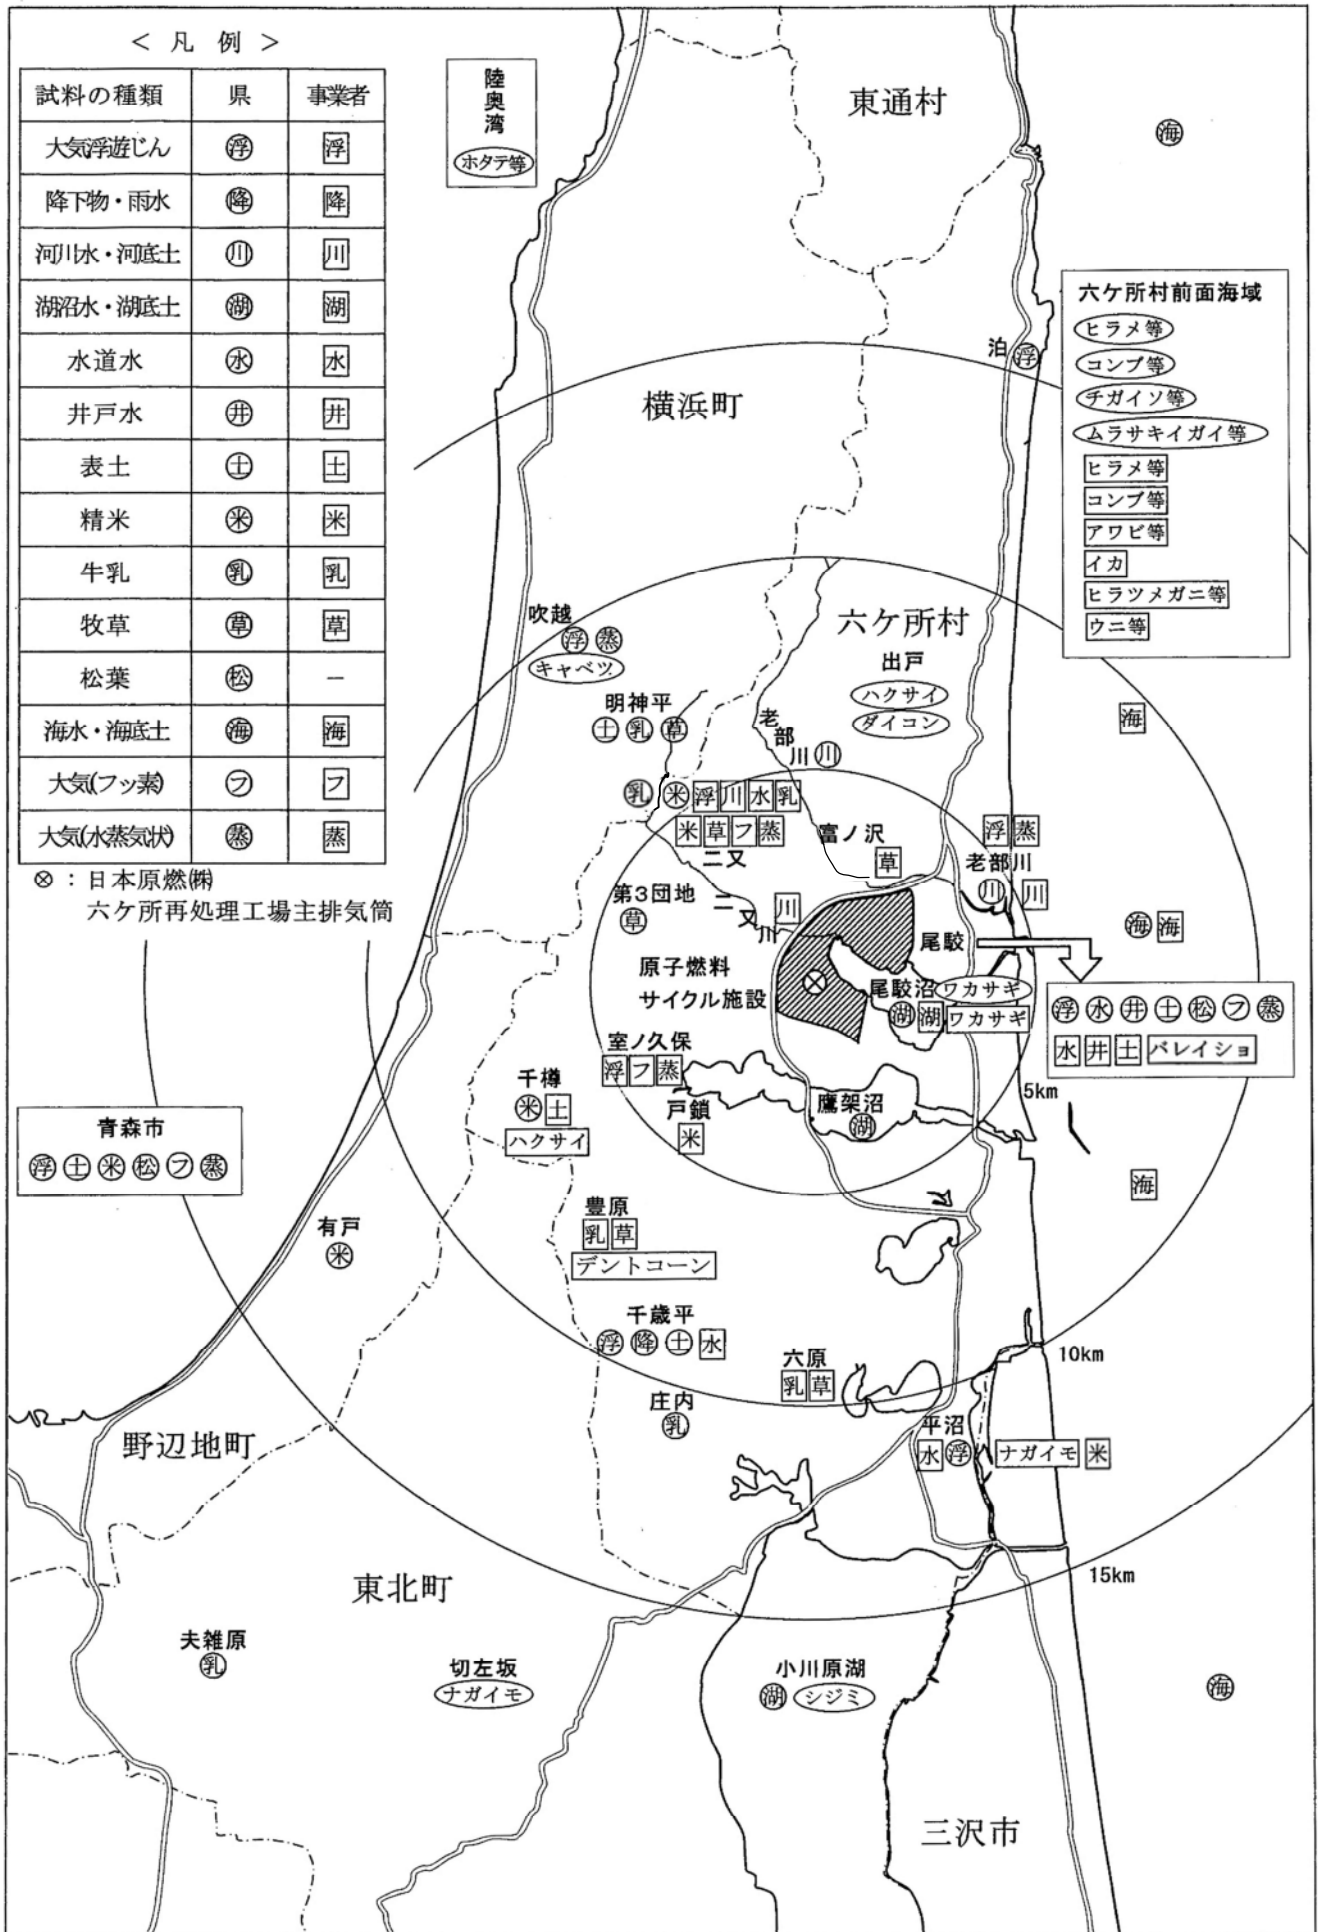 ＜ 凡 例 ＞
試料の種類 県 事業者
大気浮遊じん 浮 浮
降下物・雨水 降 降
河川水・河底土 川 川
湖沼水・湖底土 湖 湖
水道水 水 水
井戸水 井 井
表土 土 土
精米 米 米
牛乳 乳 乳
牧草 草 草
松葉 松 －
海水・海底土 海 海
大気(フッ素) フ フ
大気(水蒸気状) 蒸 蒸
⊗ ： 日本原燃㈱
六ケ所再処理工場主排気筒
陸奥湾
ホタテ等
東通村
海
六ケ所村前面海域
ヒラメ等
コンブ等
チガイソ等
ムラサキイガイ等
ヒラメ等
コンブ等
アワビ等
イカ
ヒラツメガニ等
ウニ等
泊 浮
横浜町
吹越
浮 蒸
キャベツ
六ケ所村
出戸
ハクサイ
ダイコン
明神平
土 乳 草
老部川 川
海
乳 米 浮 川 水 乳
米 草 フ 蒸
二又
富ノ沢
草
浮 蒸
老部川
川 川
第3団地
草
二又川 川
海 海
尾駮
原子燃料
サイクル施設
尾駮沼 ワカサギ
湖 湖 ワカサギ
浮 水 井 土 松 フ 蒸
水 井 土 バレイショ
室ノ久保
浮 フ 蒸
千樽
米 土
ハクサイ
戸鎖
米
鷹架沼
湖
5km
青森市
浮 土 米 松 フ 蒸
海
有戸
米
豊原
乳 草
デントコーン
千歳平
浮 降 土 水
六原
乳 草
10km
庄内
乳
平沼
水 浮 ナガイモ 米
野辺地町
15km
東北町
夫雑原
乳
切左坂
ナガイモ
小川原湖
湖 シジミ
海
三沢市